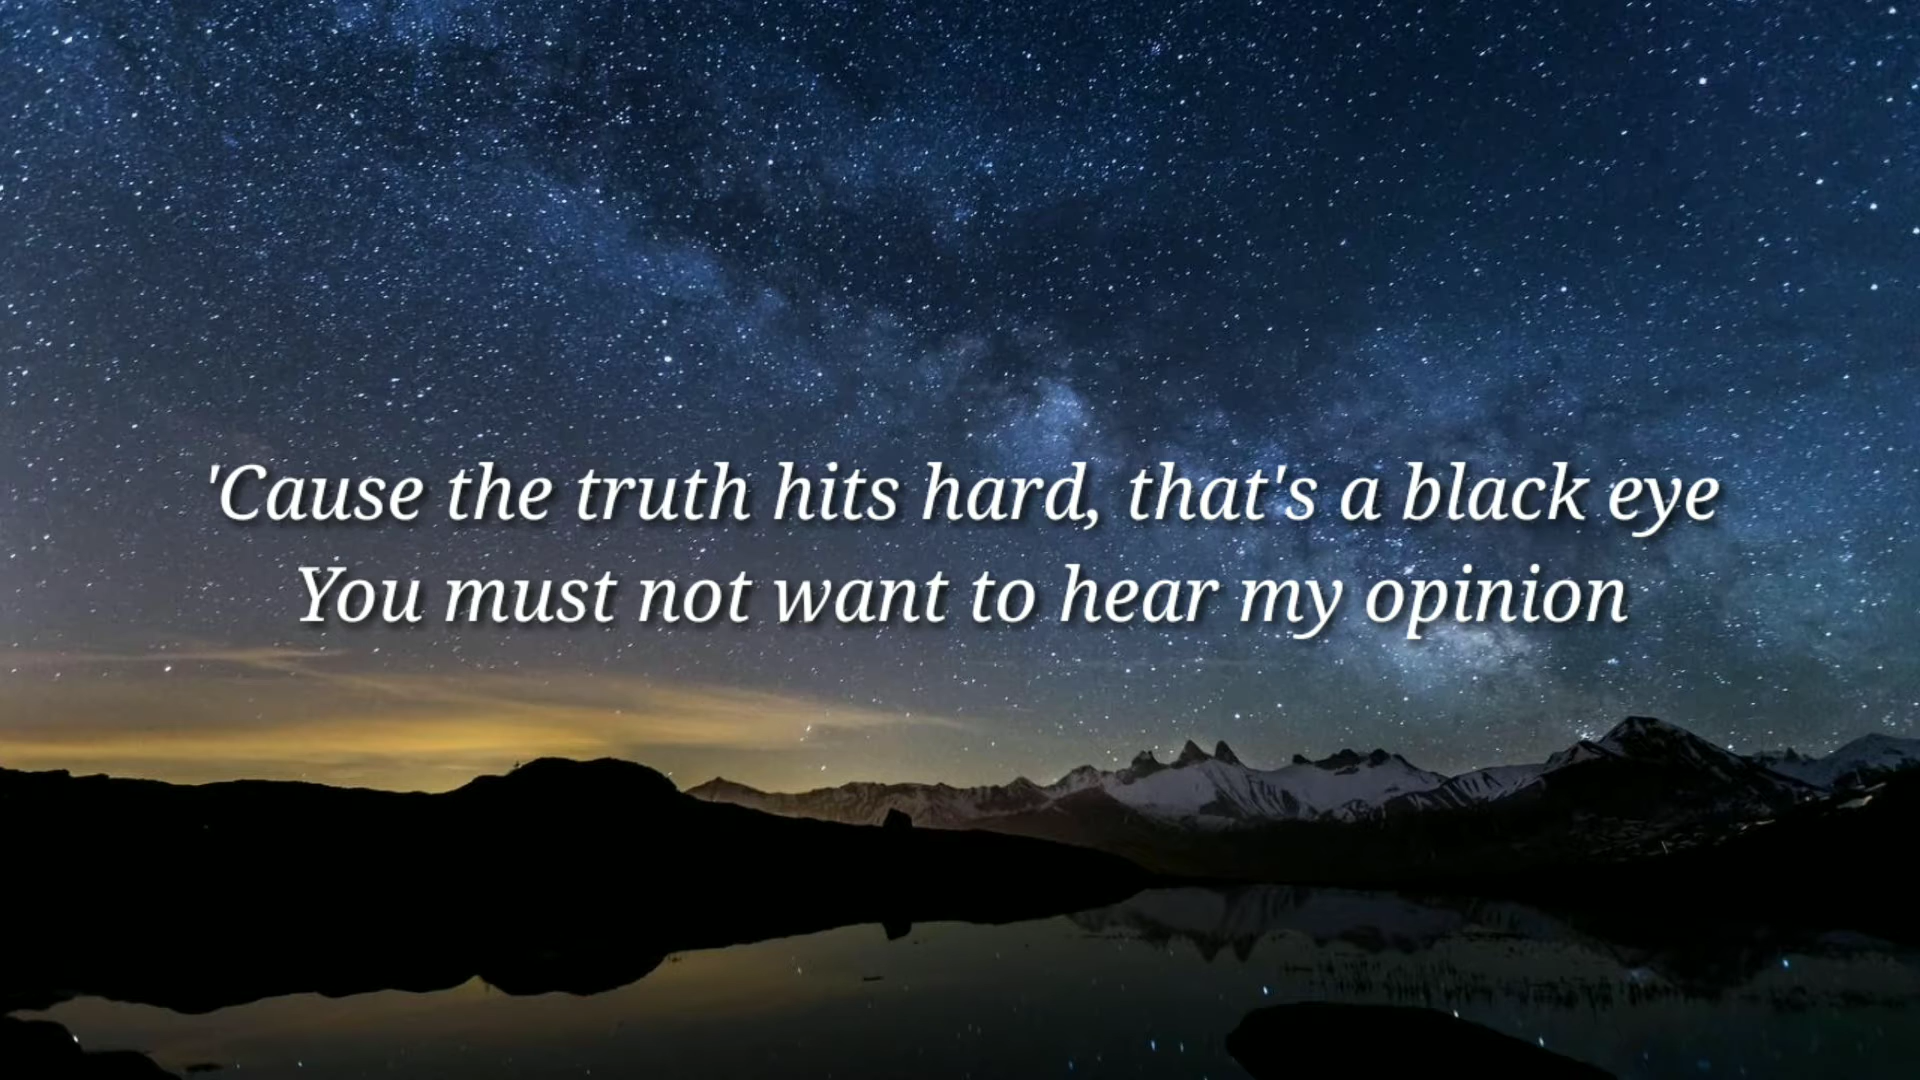 'Cause the truth hits hard, that's a black eye
You must not want to hear my opinion